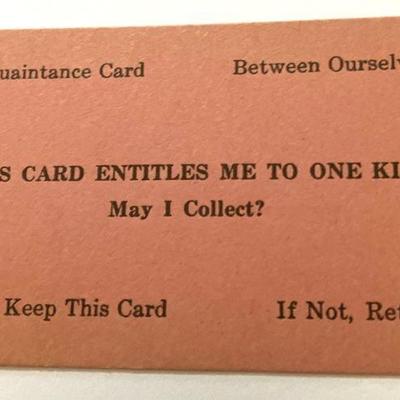 uaintance Card Between Ourselv
S CARD ENTITLES ME TO ONE KI
May I Collect?
Keep This Card If Not, Ret